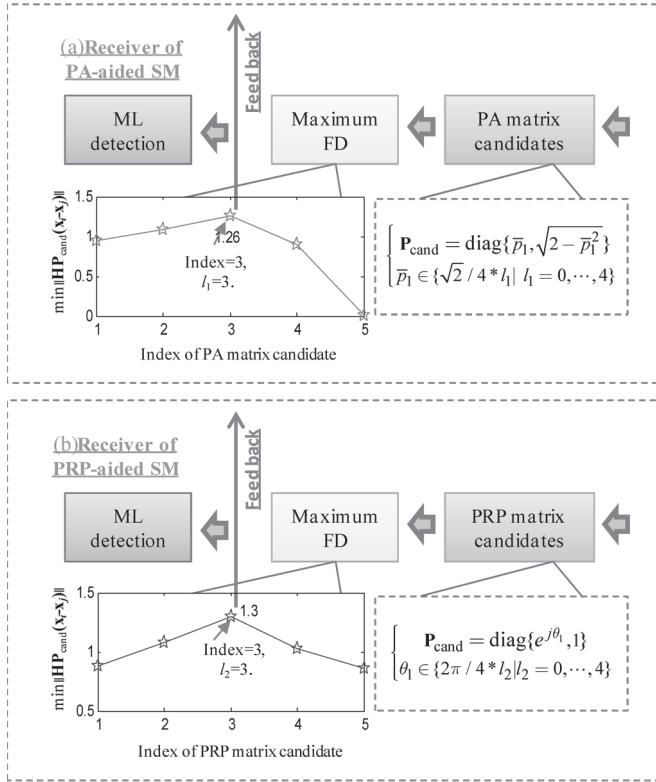 (a)Receiver of
PA-aided SM
Feed back
ML
detection
Maximum
FD
PA matrix
candidates
min||HP_cand(x_i-x_j)||
1.5
1
0.5
0
1.26
Index=3,
l_1=3.
1 2 3 4 5
Index of PA matrix candidate
P_cand = diag{p̅_1, √(2 − p̅_1^2)}
p̅_1 ∈ {√2 / 4 * l_1 | l_1 = 0, ⋯, 4}
(b)Receiver of
PRP-aided SM
Feed back
ML
detection
Maximum
FD
PRP matrix
candidates
min||HP_cand(x_i-x_j)||
1.5
1
0.5
1.3
Index=3,
l_2=3.
1 2 3 4 5
Index of PRP matrix candidate
P_cand = diag{e^{jθ_1}, 1}
θ_1 ∈ {2π / 4 * l_2 | l_2 = 0, ⋯, 4}